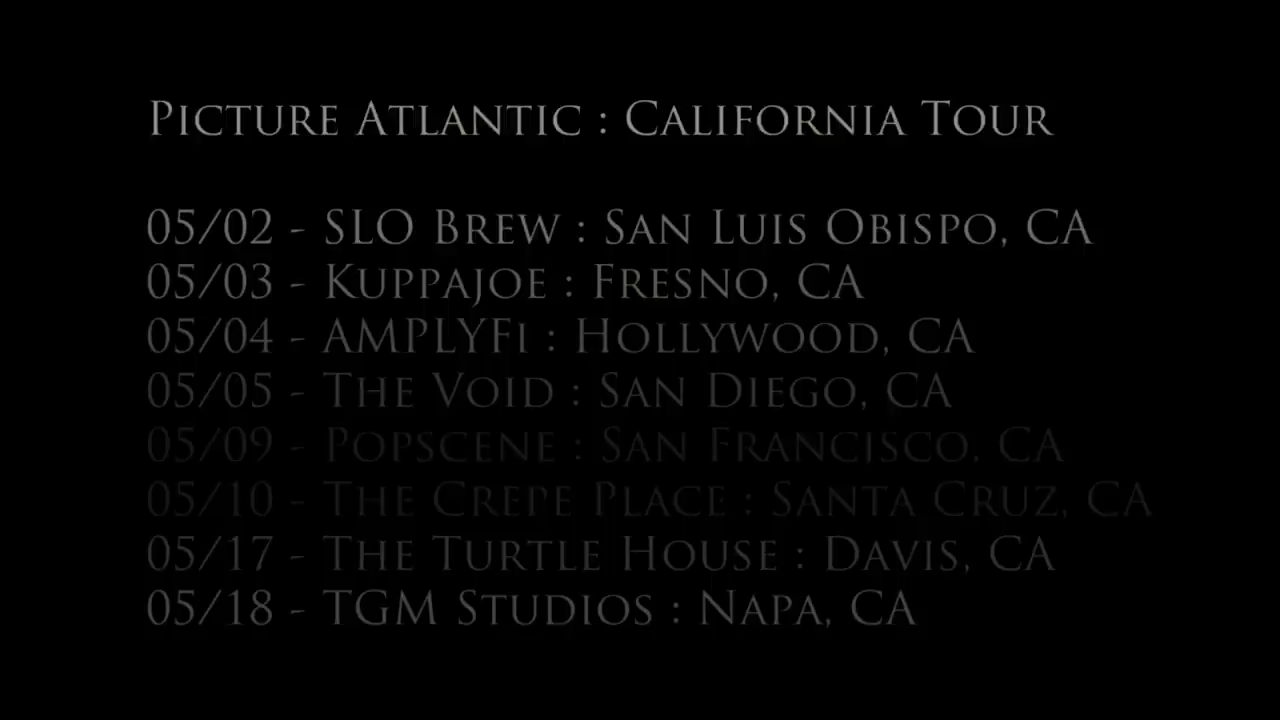 Picture Atlantic : California Tour
05/02 - SLO Brew : San Luis Obispo, CA
05/03 - Kuppajoe : Fresno, CA
05/04 - AMPLYFi : Hollywood, CA
05/05 - The Void : San Diego, CA
05/09 - Popscene : San Francisco, CA
05/10 - The Crepe Place : Santa Cruz, CA
05/17 - The Turtle House : Davis, CA
05/18 - TGM Studios : Napa, CA